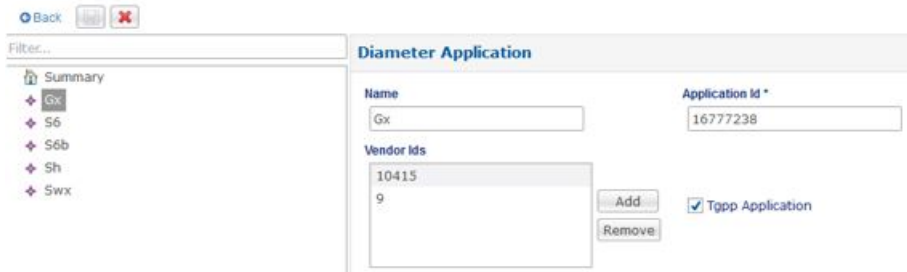 Back
Filter...
Summary
Gx
S6
S6b
Sh
Swx
Diameter Application
Name
Application Id *
Gx
16777238
Vendor Ids
10415
9
Add
Tgpp Application
Remove